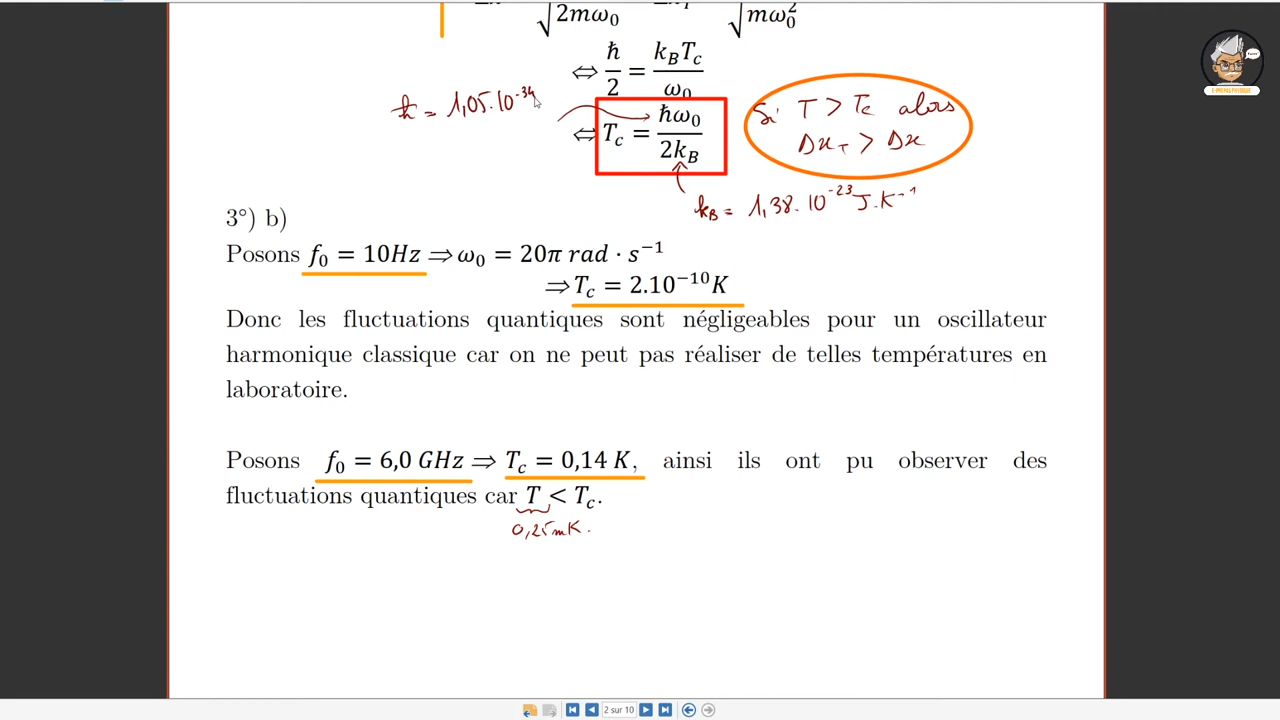 √2mω₀ √mω₀²
⇔ ħ/2 = k_B T_c/ω₀
ħ = 1,05.10⁻³⁴
⇔ T_c = ħω₀/2k_B
Si T > Tc alors
Δx_T > Δx
k_B = 1,38.10⁻²³ J.K⁻¹
3°) b)
Posons f₀ = 10Hz ⇒ ω₀ = 20π rad · s⁻¹
⇒ T_c = 2.10⁻¹⁰K
Donc les fluctuations quantiques sont négligeables pour un oscillateur
harmonique classique car on ne peut pas réaliser de telles températures en
laboratoire.
Posons f₀ = 6,0 GHz ⇒ T_c = 0,14 K, ainsi ils ont pu observer des
fluctuations quantiques car T < T_c.
0,25mK.
2 sur 10